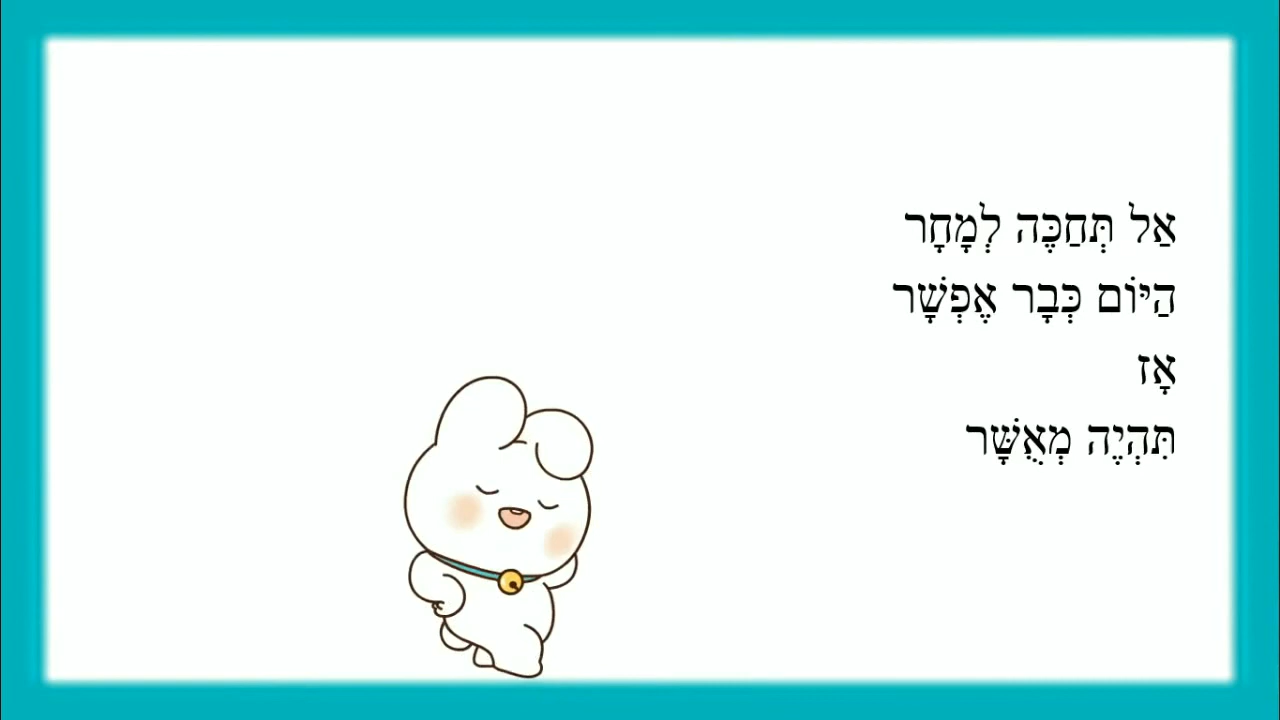 אַל תְּחַכֶּה לְמָחָר
הַיּוֹם כְּבָר אֶפְשָׁר
אָז
תִּהְיֶה מְאֻשָּׁר